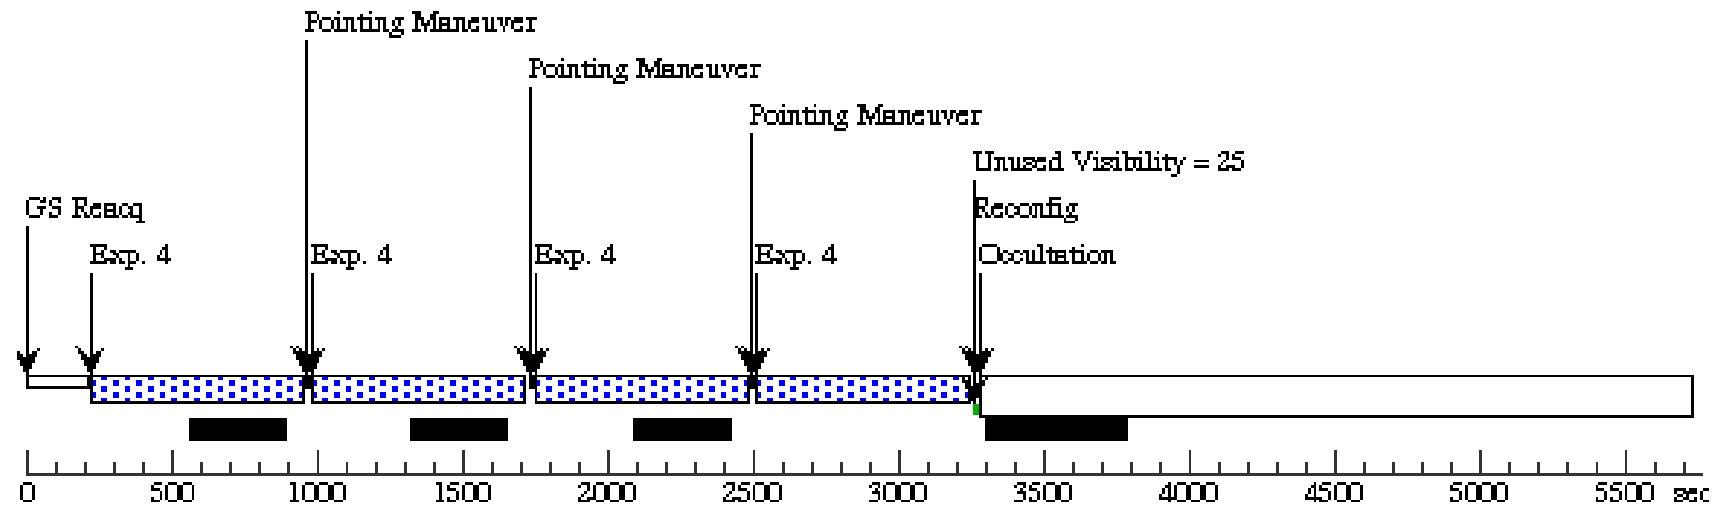 Pointing Maneuver
Pointing Maneuver
Pointing Maneuver
Unused Visibility = 25
GS Reacq
Reconfig
Exp. 4
Exp. 4
Exp. 4
Exp. 4
Occultation
0 500 1000 1500 2000 2500 3000 3500 4000 4500 5000 5500 sec